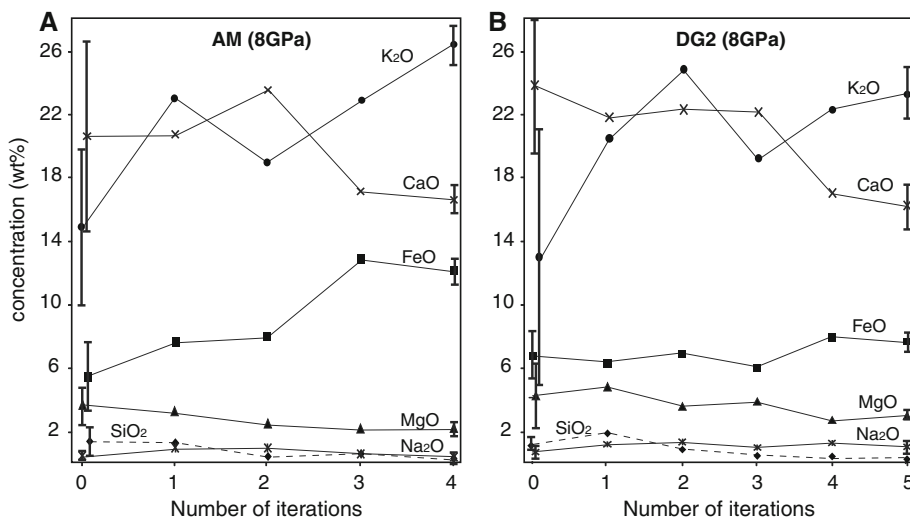 A
AM (8GPa)
K2O
CaO
FeO
MgO
SiO2
Na2O
26
22
18
14
10
6
2
concentration (wt%)
0 1 2 3 4
Number of iterations
B
DG2 (8GPa)
K2O
CaO
FeO
MgO
SiO2
Na2O
26
22
18
14
10
6
2
0 1 2 3 4 5
Number of iterations